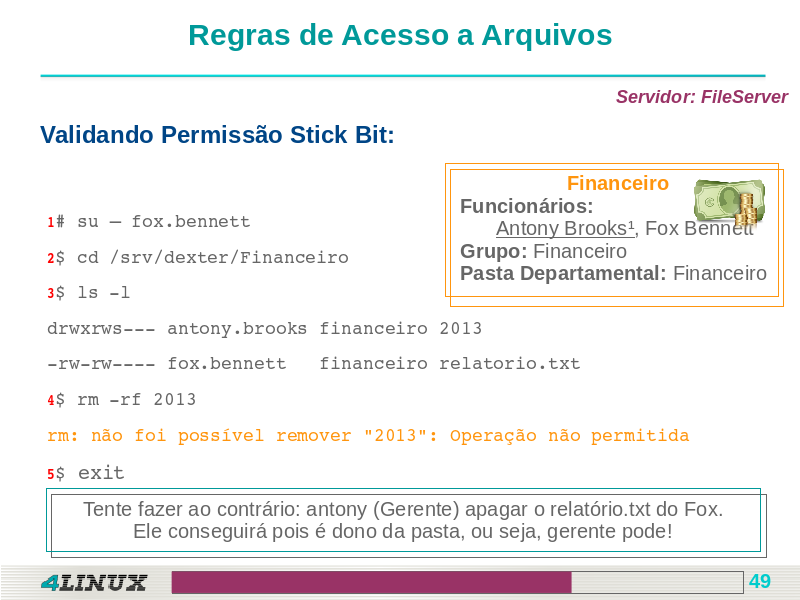 Regras de Acesso a Arquivos
Servidor: FileServer
Validando Permissão Stick Bit:
Financeiro
Funcionários:
Antony Brooks¹, Fox Bennett
Grupo: Financeiro
Pasta Departamental: Financeiro
1# su – fox.bennett
2$ cd /srv/dexter/Financeiro
3$ ls -l
drwxrws--- antony.brooks financeiro 2013
-rw-rw---- fox.bennett   financeiro relatorio.txt
4$ rm -rf 2013
rm: não foi possível remover "2013": Operação não permitida
5$ exit
Tente fazer ao contrário: antony (Gerente) apagar o relatório.txt do Fox.
Ele conseguirá pois é dono da pasta, ou seja, gerente pode!
4LINUX
49